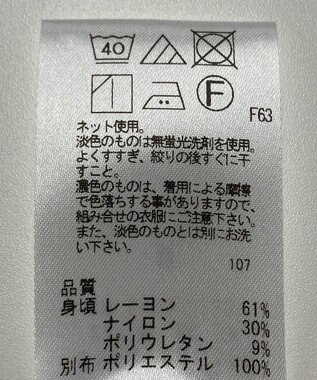 40
F
F63
ネット使用。
淡色のものは無蛍光洗剤を使用。
よくすすぎ、絞りの後すぐに干
すこと。
濃色のものは、着用による摩擦
で色落ちする事がありますので、
組み合せの衣服にご注意下さい。
また、淡色のものとは別にお洗
い下さい。
107
品質
身頃 レーヨン 61%
ナイロン 30%
ポリウレタン 9%
別布 ポリエステル 100%